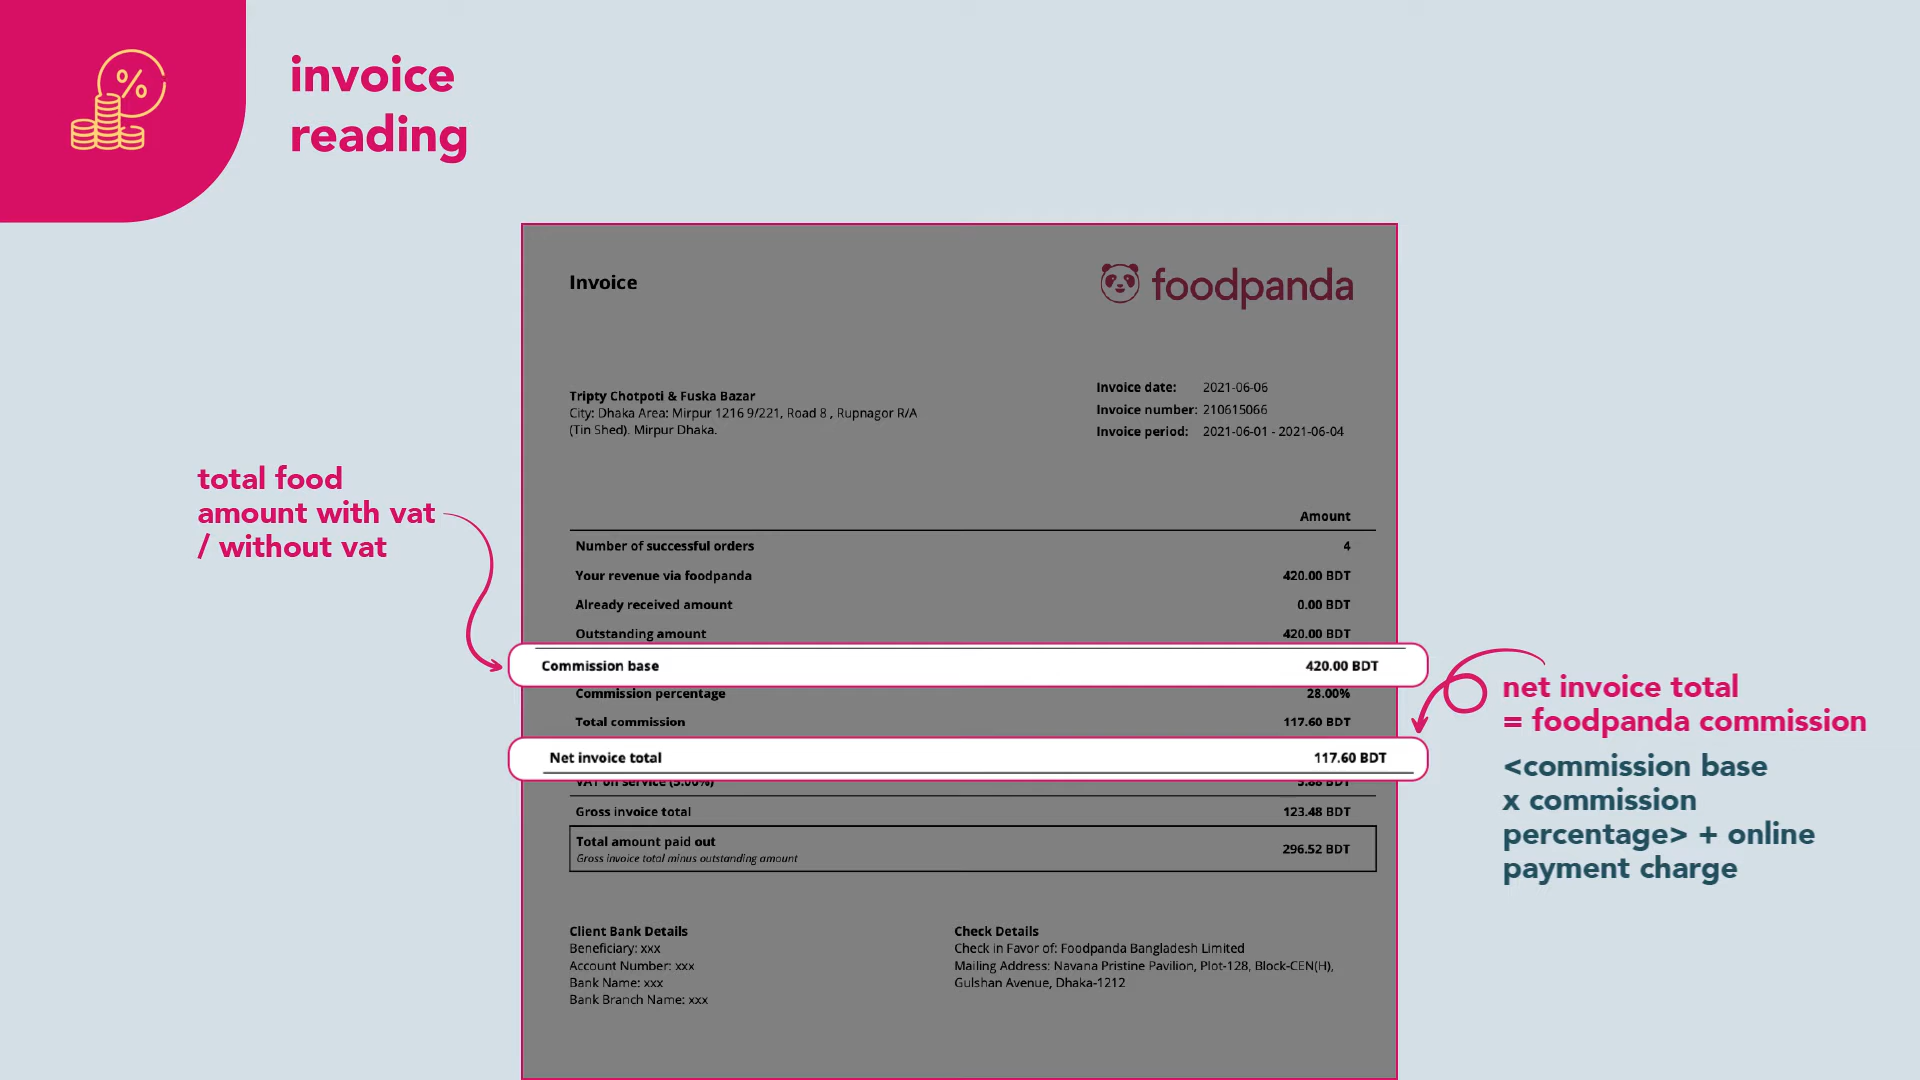 %
invoice
reading
Invoice
foodpanda
Tripty Chotpoti & Fuska Bazar
City: Dhaka Area: Mirpur 1216 9/221, Road 8 , Rupnagor R/A
(Tin Shed). Mirpur Dhaka.
Invoice date: 2021-06-06
Invoice number: 210615066
Invoice period: 2021-06-01 - 2021-06-04
total food
amount with vat
/ without vat
Amount
Number of successful orders 4
Your revenue via foodpanda 420.00 BDT
Already received amount 0.00 BDT
Outstanding amount 420.00 BDT
Commission base 420.00 BDT
Commission percentage 28.00%
Total commission 117.60 BDT
Net invoice total 117.60 BDT
VAT on service (5.00%) 5.88 BDT
Gross invoice total 123.48 BDT
Total amount paid out 296.52 BDT
Gross invoice total minus outstanding amount
net invoice total
= foodpanda commission
<commission base
x commission
percentage> + online
payment charge
Client Bank Details
Beneficiary: xxx
Account Number: xxx
Bank Name: xxx
Bank Branch Name: xxx
Check Details
Check in Favor of: Foodpanda Bangladesh Limited
Mailing Address: Navana Pristine Pavilion, Plot-128, Block-CEN(H),
Gulshan Avenue, Dhaka-1212